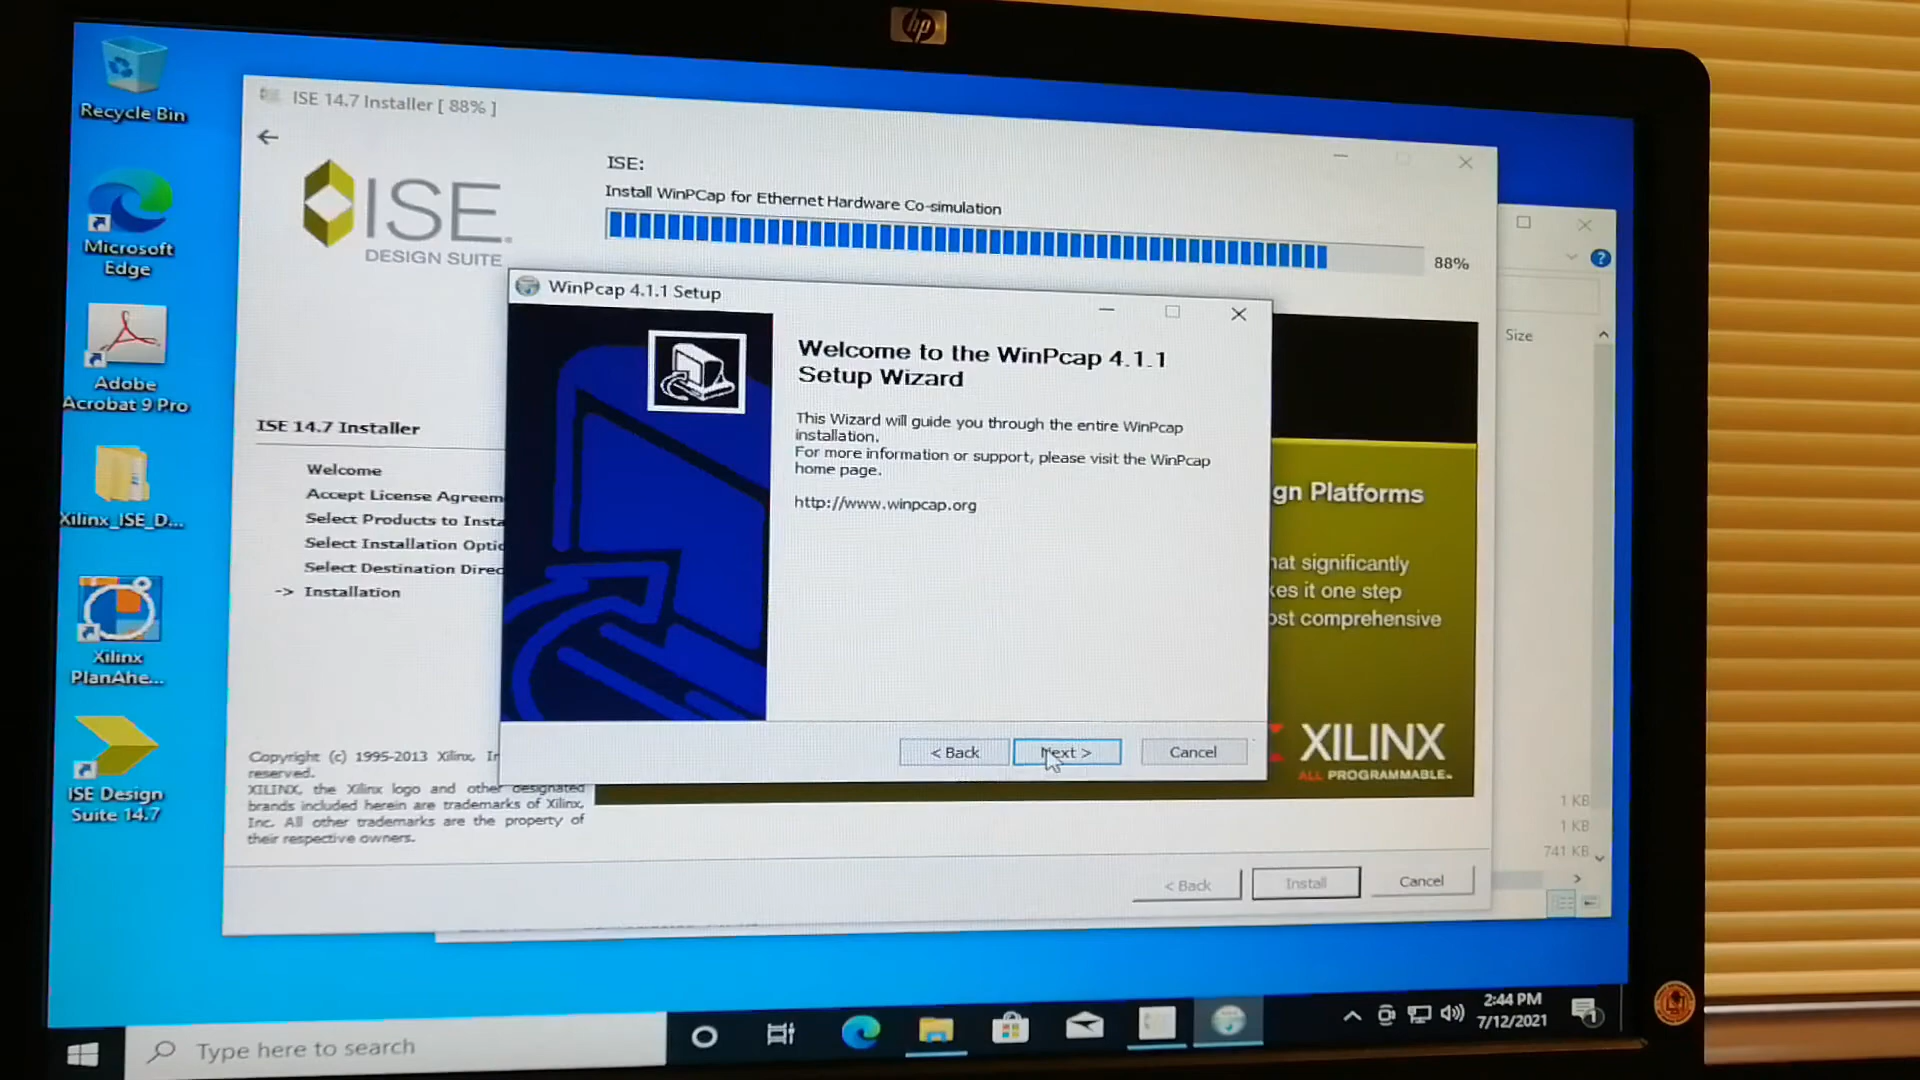 hp
Recycle Bin
Microsoft
Edge
Adobe
Acrobat 9 Pro
Xilinx_ISE_D...
Xilinx
PlanAhe...
ISE Design
Suite 14.7
ISE 14.7 Installer [ 88% ]
ISE
DESIGN SUITE
ISE:
Install WinPCap for Ethernet Hardware Co-simulation
88%
ISE 14.7 Installer
Welcome
Accept License Agreem
Select Products to Insta
Select Installation Optio
Select Destination Direc
-> Installation
Copyright (c) 1995-2013 Xilinx, In
reserved.
XILINX, the Xilinx logo and other designated
brands included herein are trademarks of Xilinx,
Inc. All other trademarks are the property of
their respective owners.
WinPcap 4.1.1 Setup
Welcome to the WinPcap 4.1.1
Setup Wizard
This Wizard will guide you through the entire WinPcap
installation.
For more information or support, please visit the WinPcap
home page.
http://www.winpcap.org
< Back
Next >
Cancel
gn Platforms
hat significantly
kes it one step
ost comprehensive
XILINX
ALL PROGRAMMABLE
< Back
Install
Cancel
?
Size
1 KB
1 KB
741 KB
Type here to search
2:44 PM
7/12/2021
1